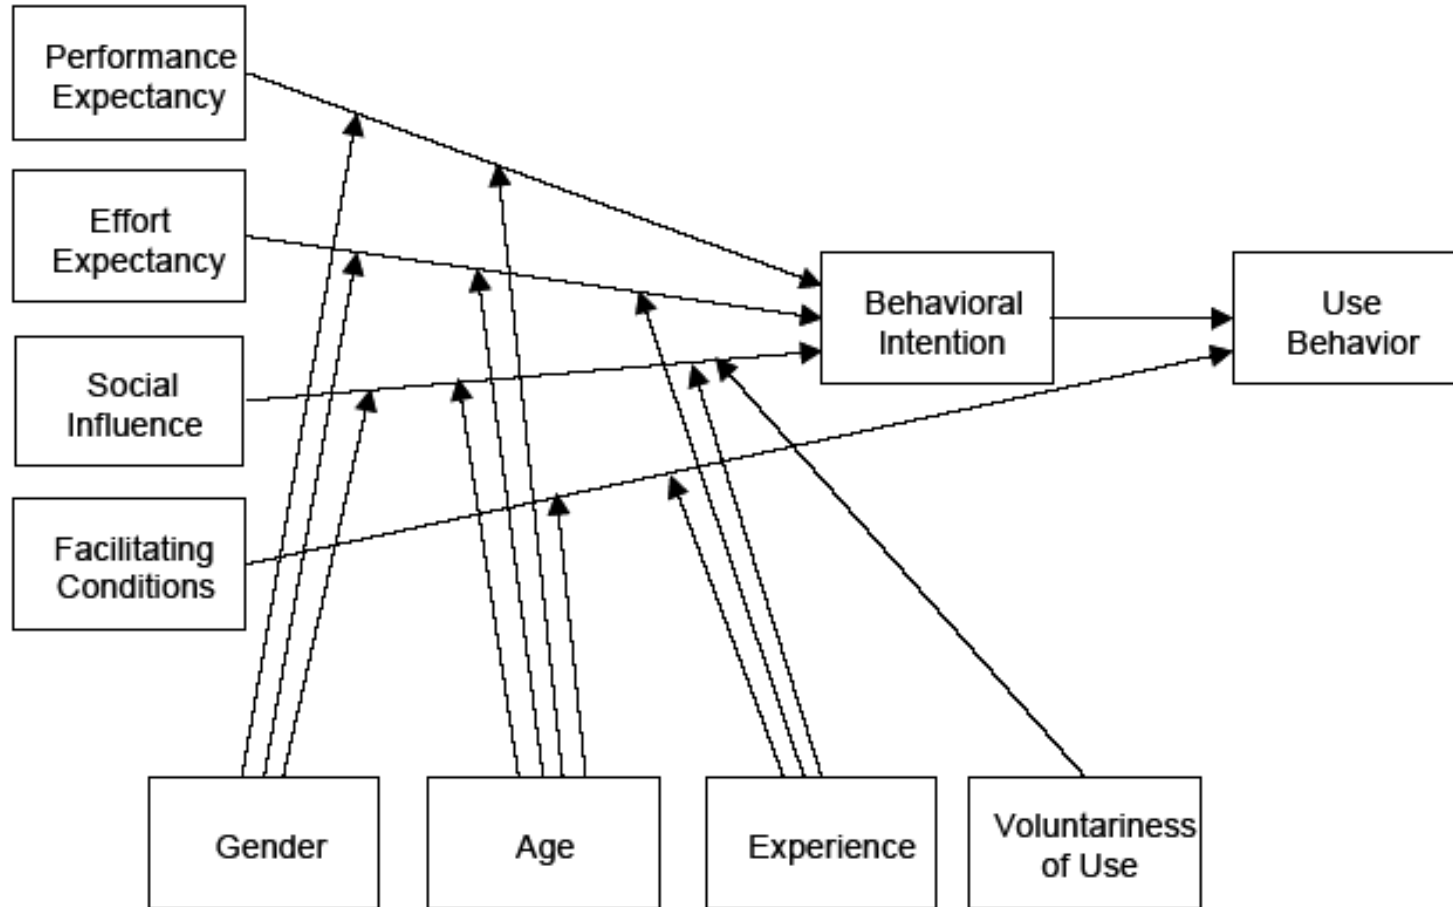 Performance
Expectancy
Effort
Expectancy
Social
Influence
Facilitating
Conditions
Behavioral
Intention
Use
Behavior
Gender
Age
Experience
Voluntariness
of Use